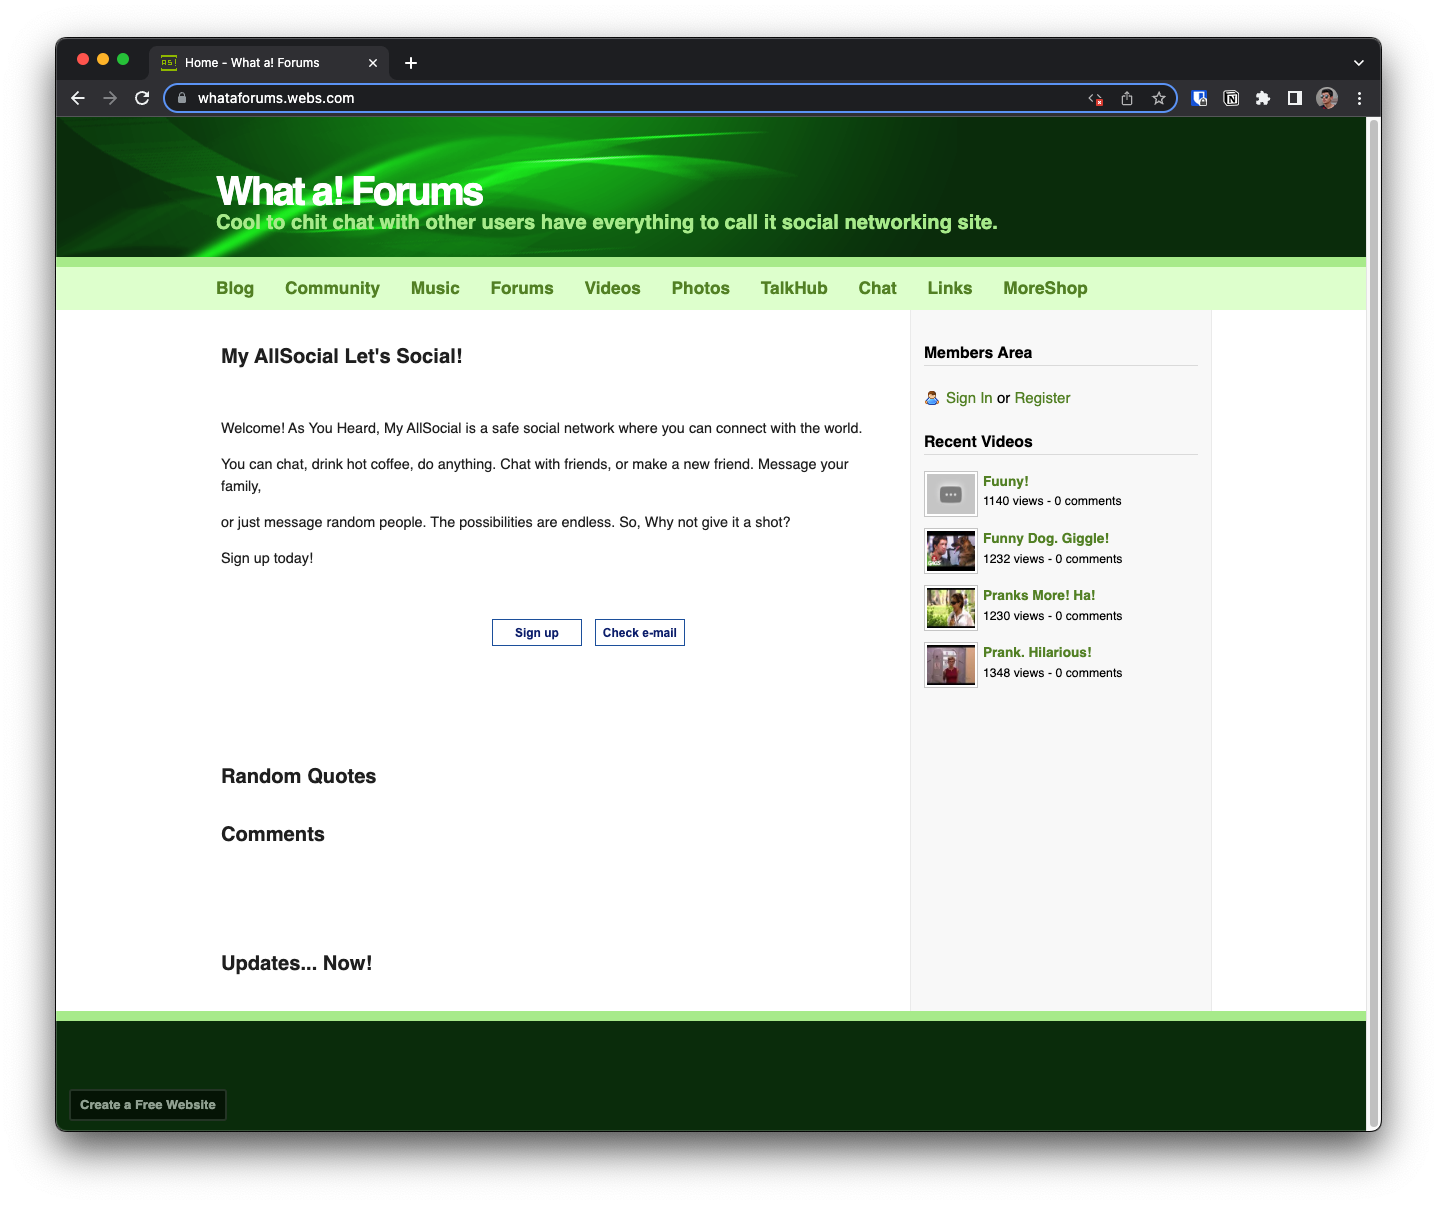 Home - What a! Forums
whataforums.webs.com
What a! Forums
Cool to chit chat with other users have everything to call it social networking site.
Blog Community Music Forums Videos Photos TalkHub Chat Links MoreShop
My AllSocial Let's Social!
Welcome! As You Heard, My AllSocial is a safe social network where you can connect with the world.
You can chat, drink hot coffee, do anything. Chat with friends, or make a new friend. Message your
family,
or just message random people. The possibilities are endless. So, Why not give it a shot?
Sign up today!
Sign up Check e-mail
Random Quotes
Comments
Updates... Now!
Members Area
Sign In or Register
Recent Videos
Fuuny!
1140 views - 0 comments
Funny Dog. Giggle!
1232 views - 0 comments
Pranks More! Ha!
1230 views - 0 comments
Prank. Hilarious!
1348 views - 0 comments
Create a Free Website